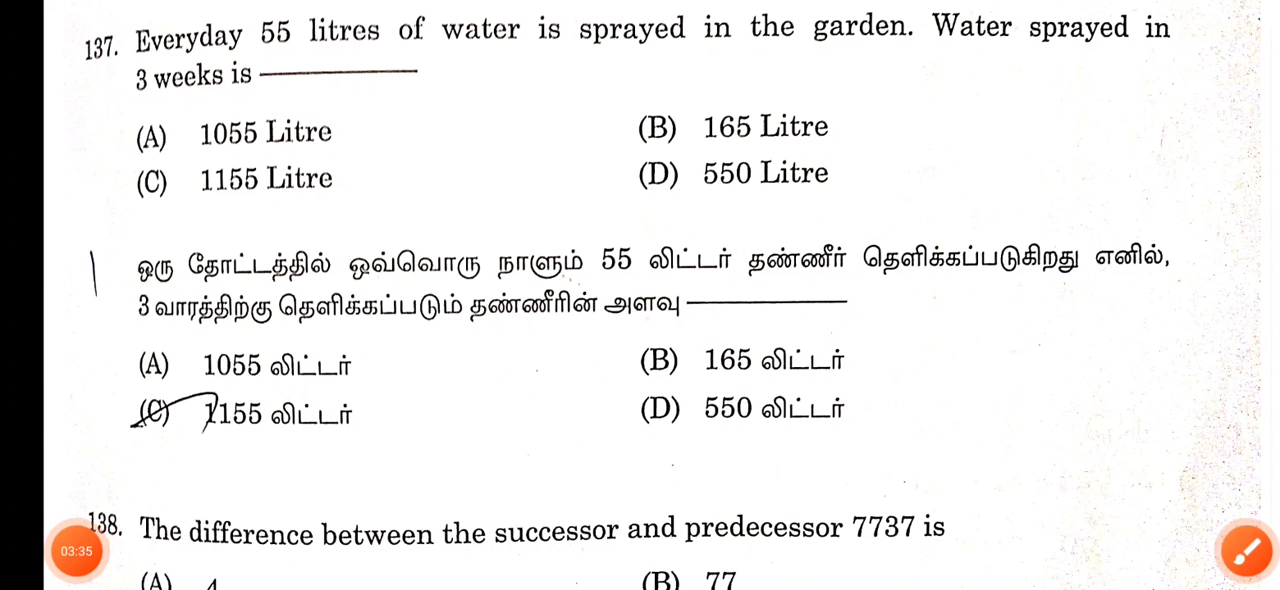 137. Everyday 55 litres of water is sprayed in the garden. Water sprayed in
3 weeks is
(A) 1055 Litre (B) 165 Litre
(C) 1155 Litre (D) 550 Litre
ஒரு தோட்டத்தில் ஒவ்வொரு நாளும் 55 லிட்டர் தண்ணீர் தெளிக்கப்படுகிறது எனில்,
3 வாரத்திற்கு தெளிக்கப்படும் தண்ணீரின் அளவு
(A) 1055 லிட்டர் (B) 165 லிட்டர்
(C) 1155 லிட்டர் (D) 550 லிட்டர்
138. The difference between the successor and predecessor 7737 is
03:35
(A) 4 (B) 77